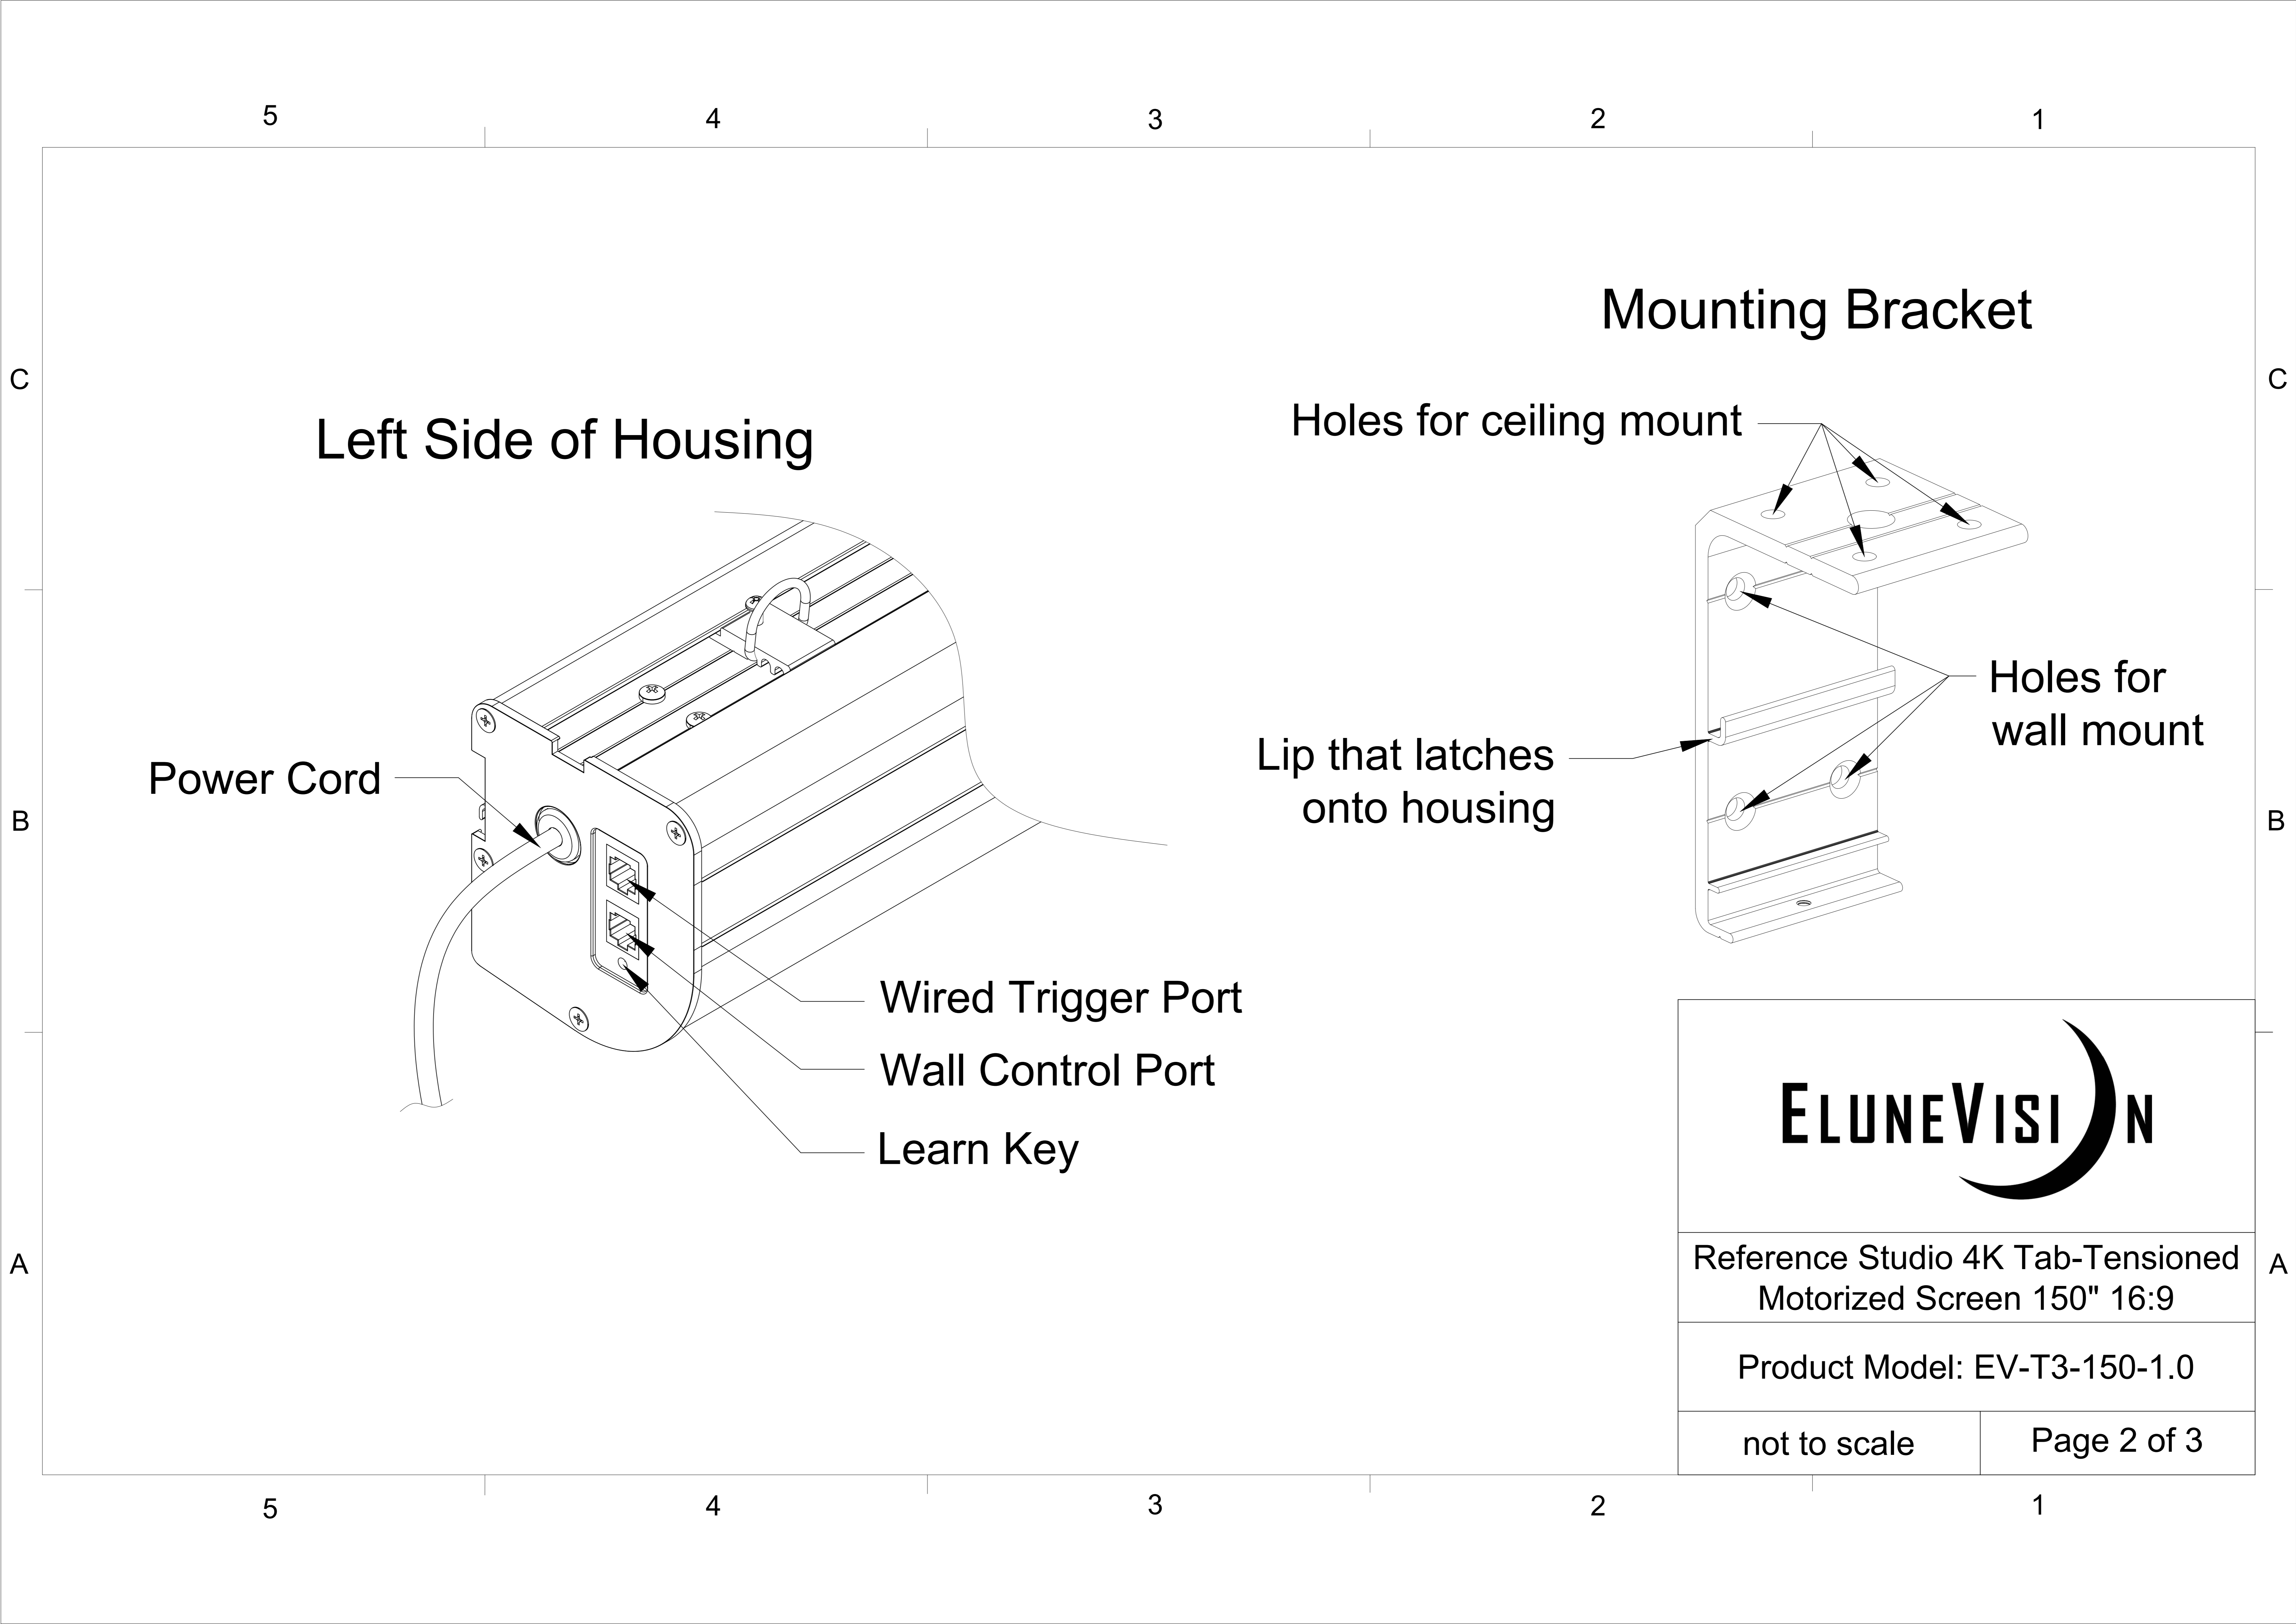 5 4 3 2 1
Mounting Bracket
C C
Holes for ceiling mount
Left Side of Housing
Holes for
wall mount
Lip that latches
onto housing
Power Cord
B B
Wired Trigger Port
Wall Control Port
Learn Key
ELUNEVISION
A A
Reference Studio 4K Tab-Tensioned
Motorized Screen 150" 16:9
Product Model: EV-T3-150-1.0
not to scale
Page 2 of 3
5 4 3 2 1